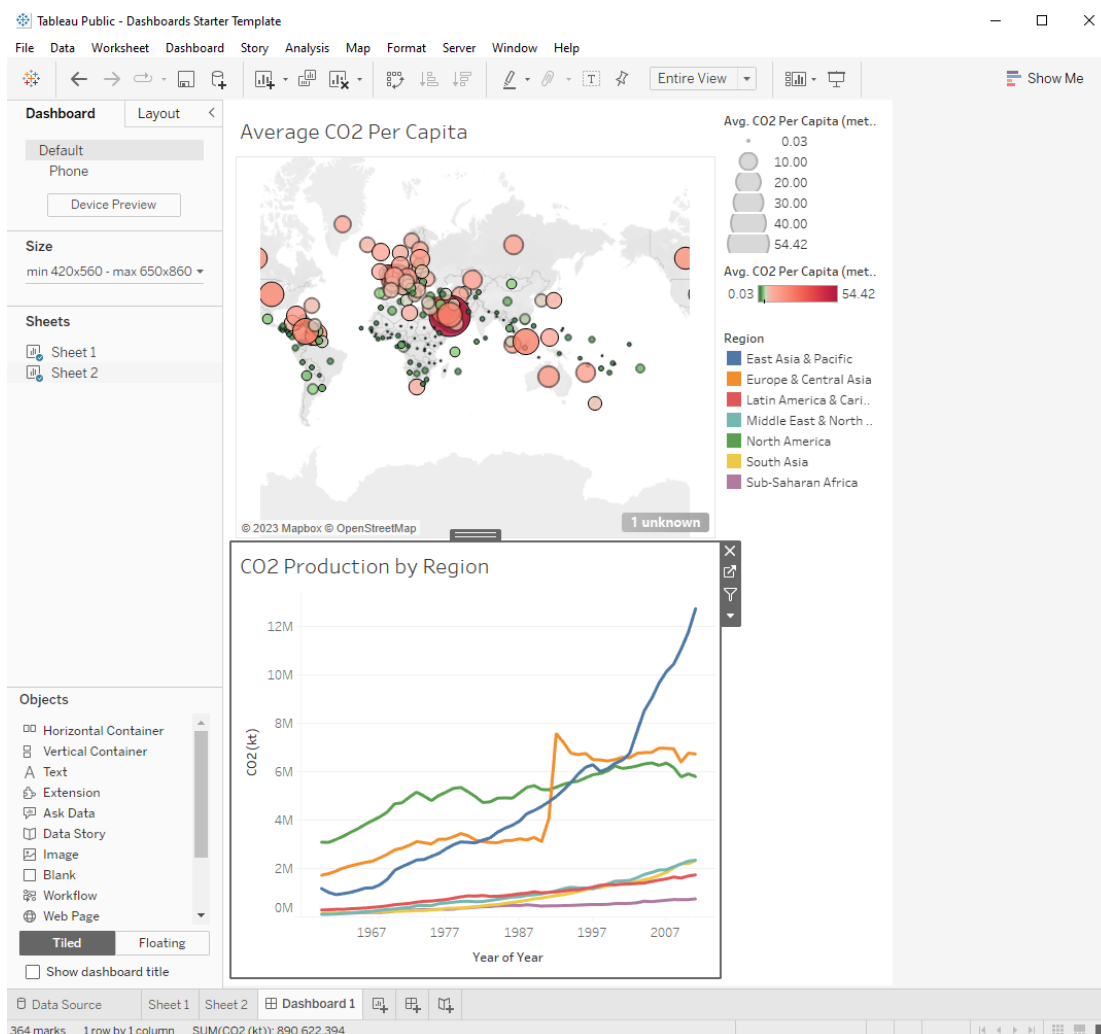 Tableau Public - Dashboards Starter Template
File Data Worksheet Dashboard Story Analysis Map Format Server Window Help
Entire View
Show Me
Dashboard Layout
Default
Phone
Device Preview
Size
min 420x560 - max 650x860
Sheets
Sheet 1
Sheet 2
Objects
Horizontal Container
Vertical Container
A Text
Extension
Ask Data
Data Story
Image
Blank
Workflow
Web Page
Tiled Floating
Show dashboard title
Average CO2 Per Capita
© 2023 Mapbox © OpenStreetMap
1 unknown
Avg. CO2 Per Capita (met..
0.03
10.00
20.00
30.00
40.00
54.42
Avg. CO2 Per Capita (met..
0.03 54.42
Region
East Asia & Pacific
Europe & Central Asia
Latin America & Cari..
Middle East & North ..
North America
South Asia
Sub-Saharan Africa
CO2 Production by Region
12M
10M
8M
6M
4M
2M
0M
CO2 (kt)
1967 1977 1987 1997 2007
Year of Year
Data Source Sheet 1 Sheet 2 Dashboard 1
364 marks 1 row by 1 column SUM(CO2 (kt)): 890,622,394